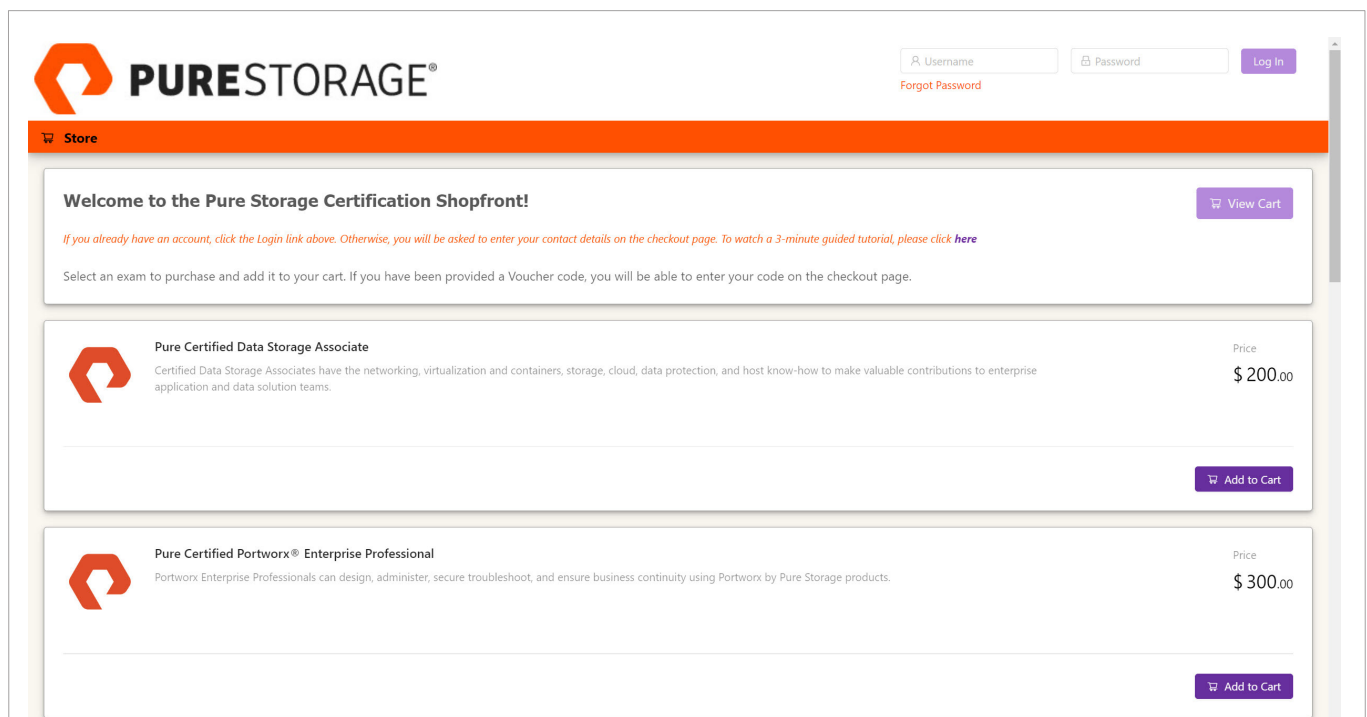 PURESTORAGE®
Username
Password
Log In
Forgot Password
Store
Welcome to the Pure Storage Certification Shopfront!
View Cart
If you already have an account, click the Login link above. Otherwise, you will be asked to enter your contact details on the checkout page. To watch a 3-minute guided tutorial, please click here
Select an exam to purchase and add it to your cart. If you have been provided a Voucher code, you will be able to enter your code on the checkout page.
Pure Certified Data Storage Associate
Price
Certified Data Storage Associates have the networking, virtualization and containers, storage, cloud, data protection, and host know-how to make valuable contributions to enterprise
application and data solution teams.
$ 200.00
Add to Cart
Pure Certified Portworx® Enterprise Professional
Price
Portworx Enterprise Professionals can design, administer, secure troubleshoot, and ensure business continuity using Portworx by Pure Storage products.
$ 300.00
Add to Cart